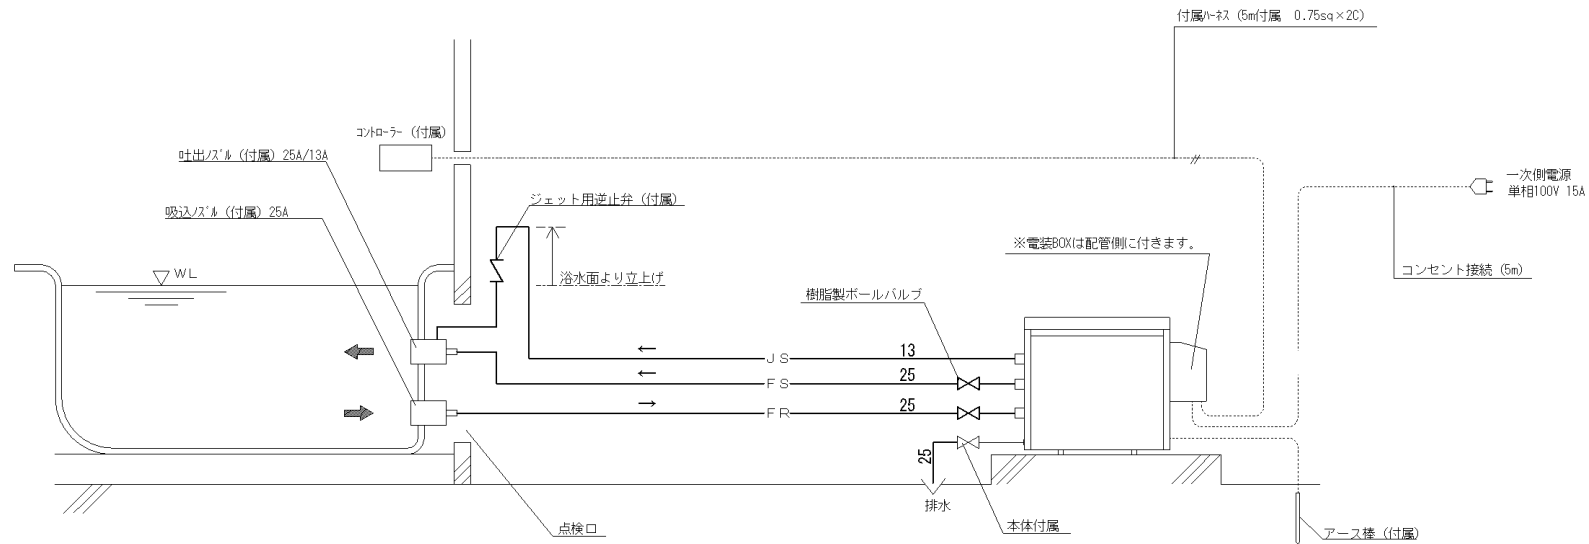 付属ﾊｰﾈｽ (5m付属 0.75sq×2C)
ｺﾝﾄﾛｰﾗｰ (付属)
吐出ﾉｽﾞﾙ (付属) 25A/13A
一次側電源
単相100V 15A
ジェット用逆止弁 (付属)
吸込ﾉｽﾞﾙ (付属) 25A
※電装BOXは配管側に付きます。
WL
浴水面より立上げ
コンセント接続 (5m)
樹脂製ボールバルブ
← JS 13
← FS 25
→ FR 25
25
排水
本体付属
点検口
アース棒 (付属)